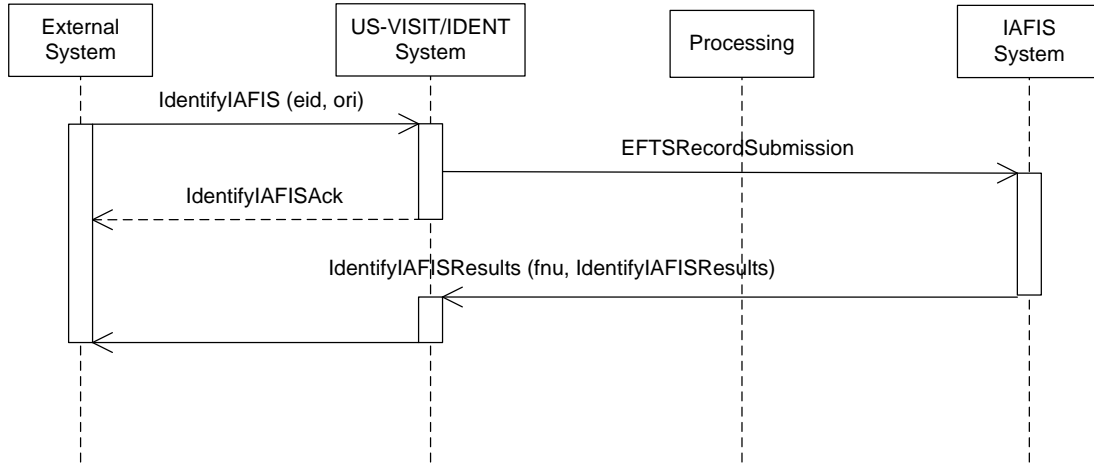 External
System
US-VISIT/IDENT
System
Processing
IAFIS
System
IdentifyIAFIS (eid, ori)
EFTSRecordSubmission
IdentifyIAFISAck
IdentifyIAFISResults (fnu, IdentifyIAFISResults)